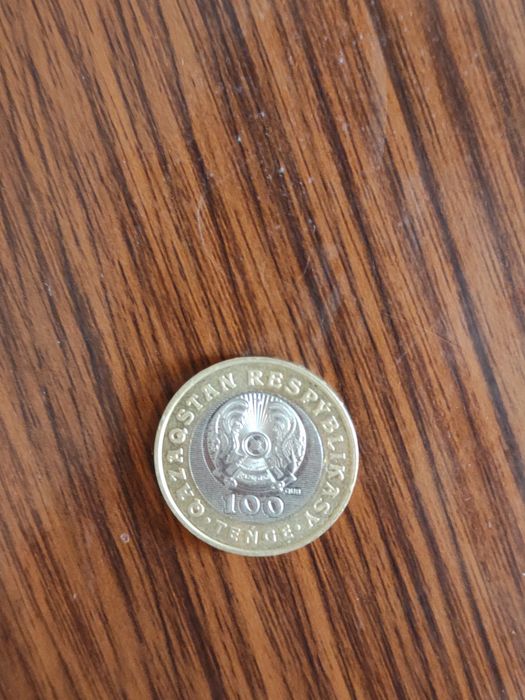 QAZAQSTAN RESPÝBLIKASY
100
• TEŃGE •